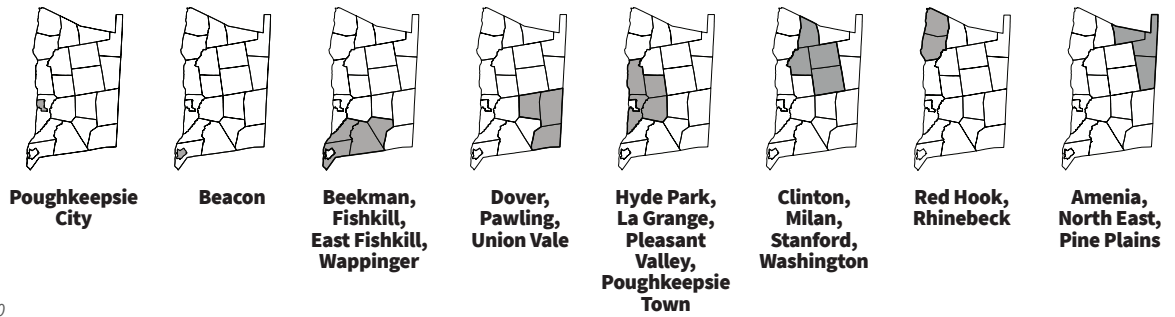 Poughkeepsie
City
Beacon
Beekman,
Fishkill,
East Fishkill,
Wappinger
Dover,
Pawling,
Union Vale
Hyde Park,
La Grange,
Pleasant
Valley,
Poughkeepsie
Town
Clinton,
Milan,
Stanford,
Washington
Red Hook,
Rhinebeck
Amenia,
North East,
Pine Plains
0